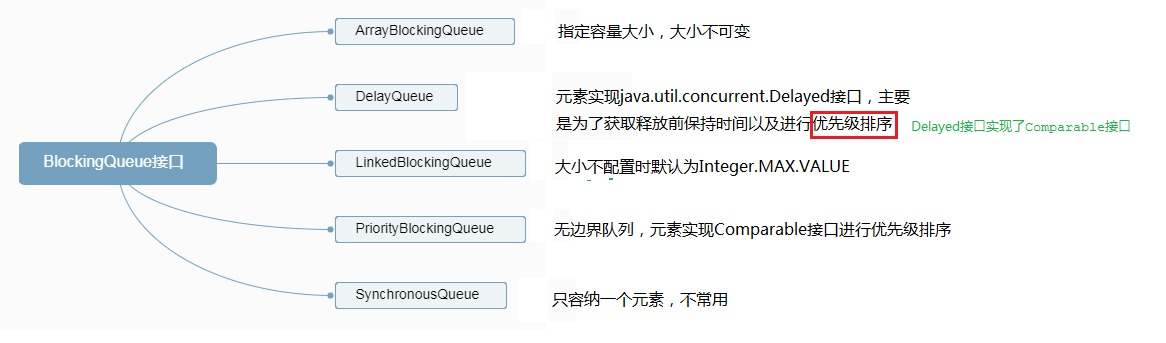 ArrayBlockingQueue
指定容量大小，大小不可变
DelayQueue
元素实现java.util.concurrent.Delayed接口，主要
是为了获取释放前保持时间以及进行优先级排序
Delayed接口实现了Comparable接口
BlockingQueue接口
LinkedBlockingQueue
大小不配置时默认为Integer.MAX.VALUE
PriorityBlockingQueue
无边界队列，元素实现Comparable接口进行优先级排序
SynchronousQueue
只容纳一个元素，不常用